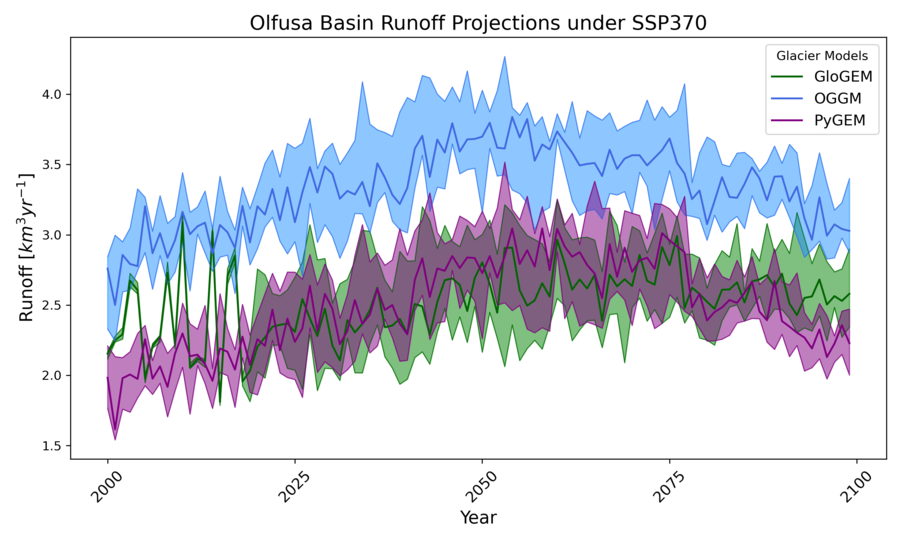 Olfusa Basin Runoff Projections under SSP370
Glacier Models
GloGEM
OGGM
PyGEM
Runoff [km³yr⁻¹]
4.0
3.5
3.0
2.5
2.0
1.5
2000
2025
2050
2075
2100
Year